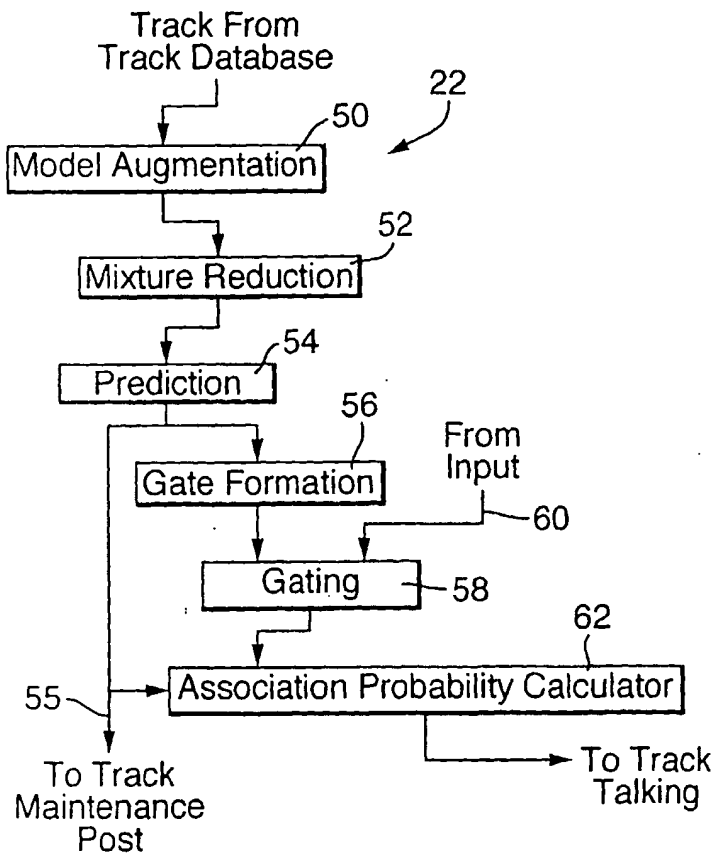 Track From
Track Database
22
50
Model Augmentation
52
Mixture Reduction
54
Prediction
56
From
Input
Gate Formation
60
Gating
58
62
Association Probability Calculator
55
To Track
Maintenance
Post
To Track
Talking